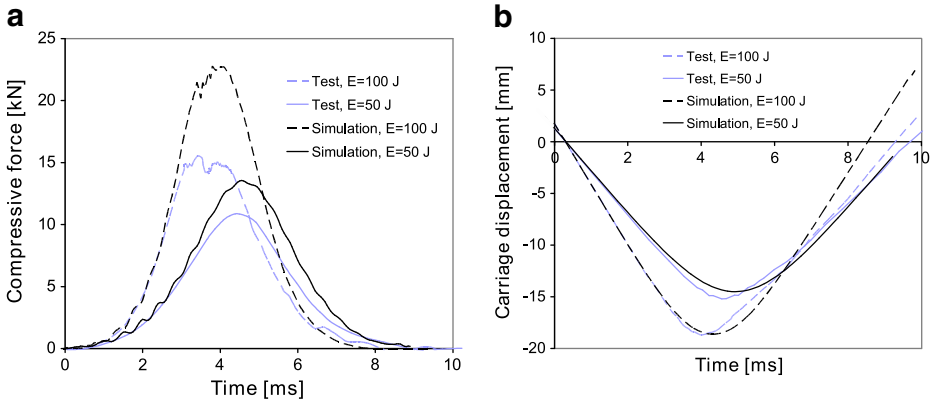 a
25
20
15
10
5
0
0 2 4 6 8 10
Compressive force [kN]
Time [ms]
Test, E=100 J
Test, E=50 J
Simulation, E=100 J
Simulation, E=50 J
b
10
5
0
-5
-10
-15
-20
0 2 4 6 8 10
Carriage displacement [mm]
Time [ms]
Test, E=100 J
Test, E=50 J
Simulation, E=100 J
Simulation, E=50 J